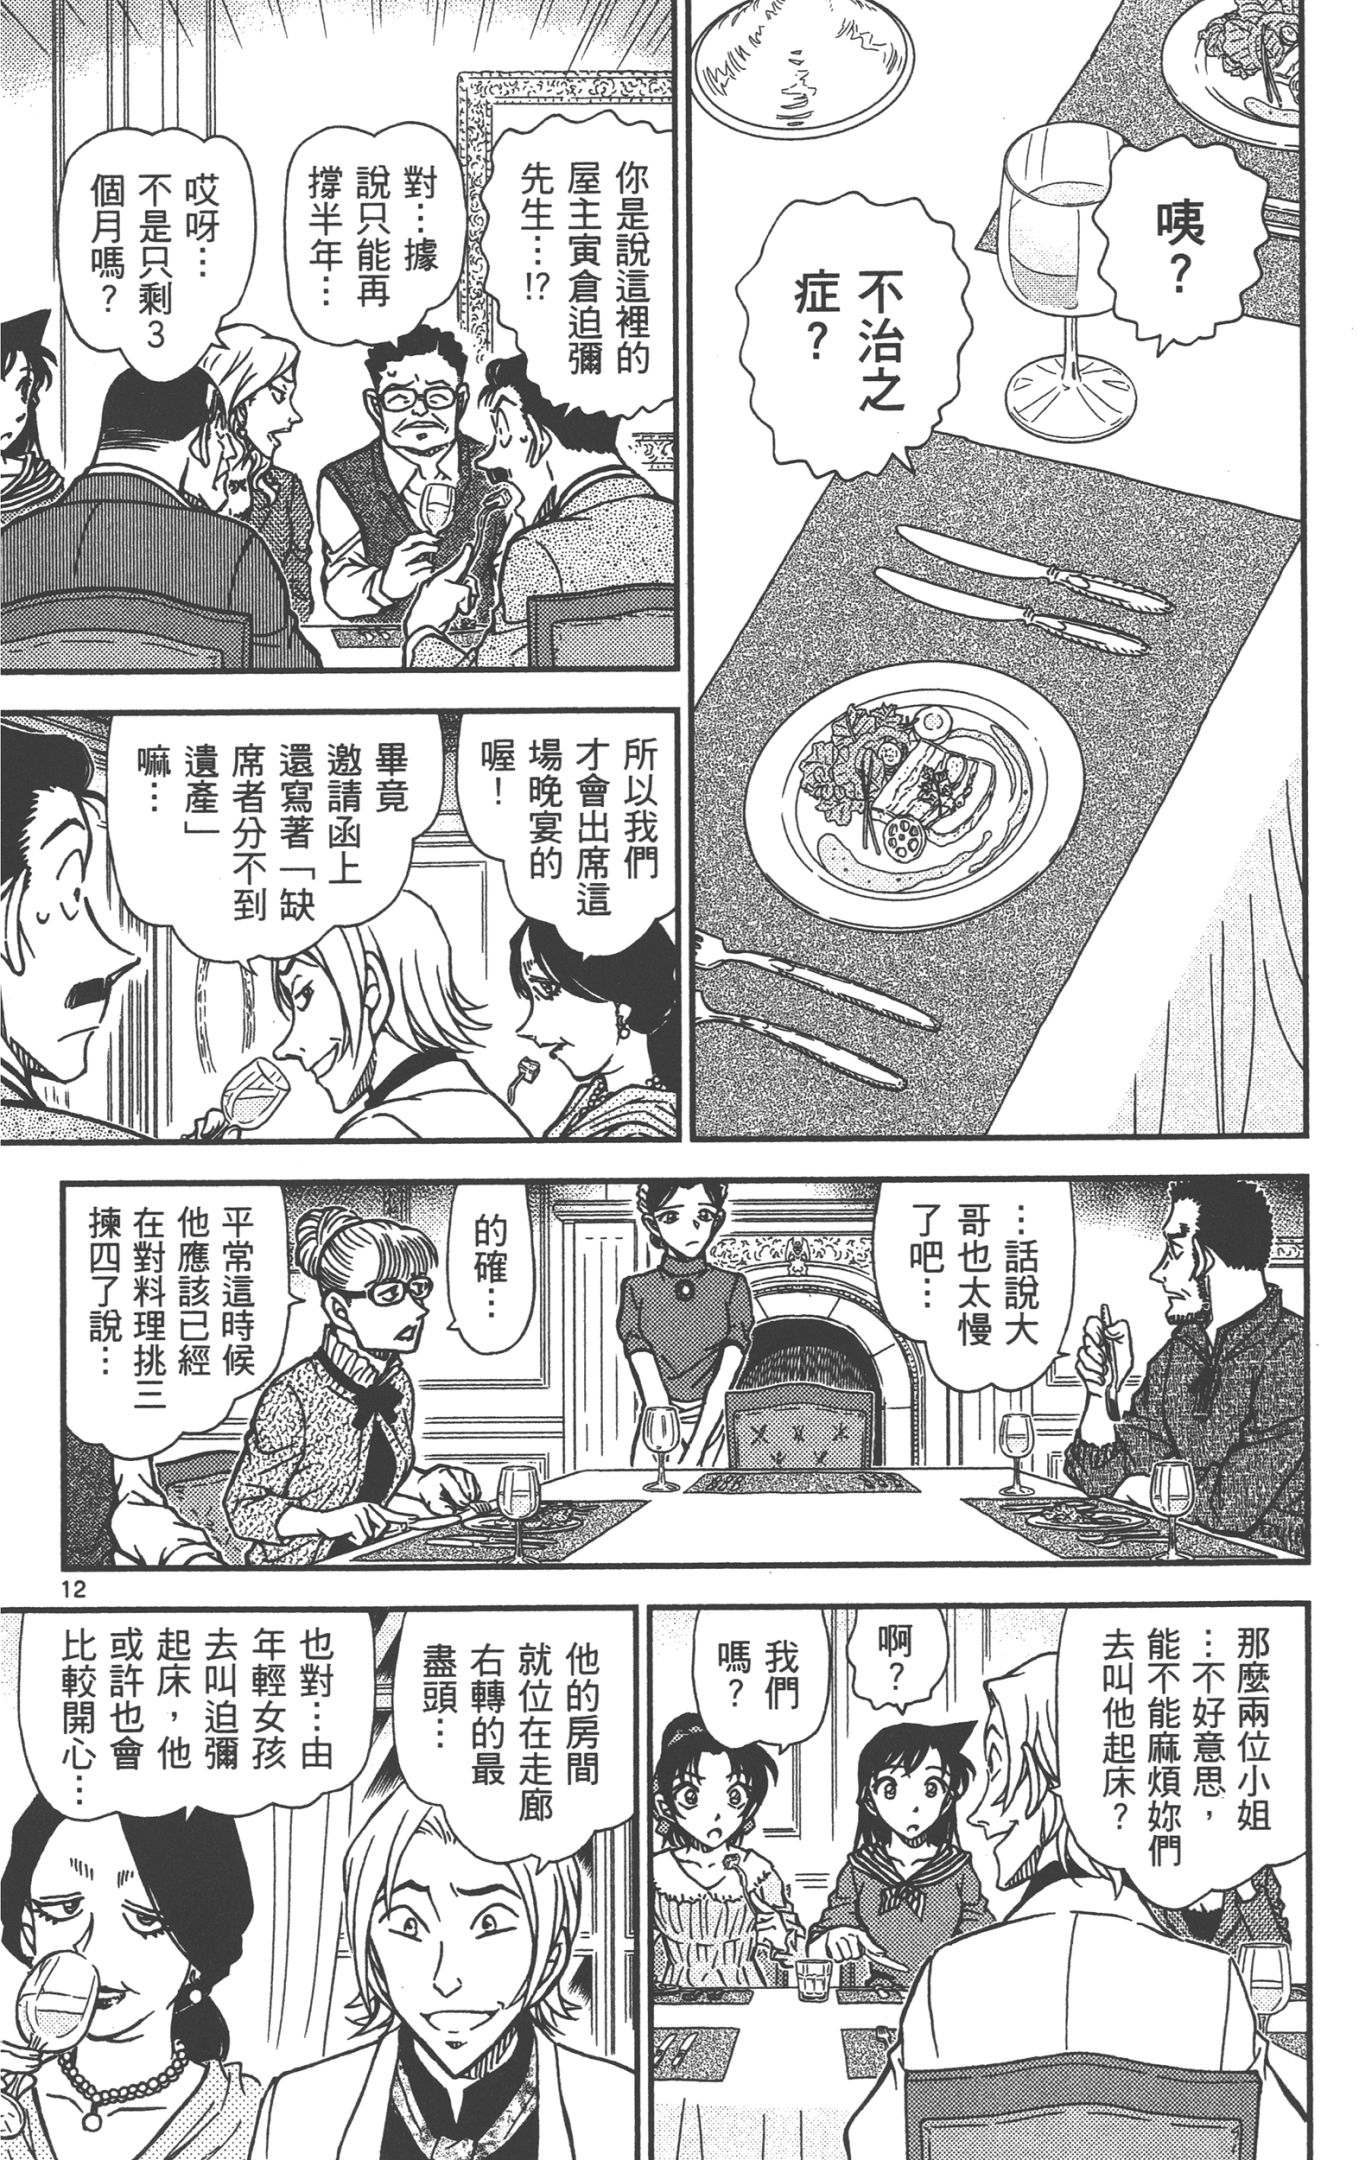 咦？
不治之
症？
你是說這裡的
屋主寅倉迫彌
先生…!?
對…據
說只能再
撐半年…
哎呀…
不是只剩3
個月嗎？
所以我們
才會出席這
場晚宴的
喔！
畢竟
邀請函上
還寫著「缺
席者分不到
遺產」
嘛…
…話說大
哥也太慢
了吧…
的確…
平常這時候
他應該已經
在對料理挑三
揀四了說…
12
那麼兩位小姐
…不好意思，
能不能麻煩妳們
去叫他起床？
啊？
我們
嗎？
他的房間
就位在走廊
右轉的最
盡頭…
也對…由
年輕女孩
去叫迫彌
起床，他
或許也會
比較開心…